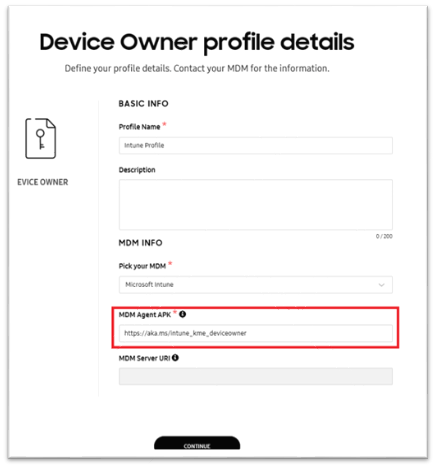 Device Owner profile details
Define your profile details. Contact your MDM for the information.
BASIC INFO
Profile Name *
Intune Profile
EVICE OWNER
Description
0 / 200
MDM INFO
Pick your MDM *
Microsoft Intune
MDM Agent APK *
https://aka.ms/intune_kme_deviceowner
MDM Server URI
CONTINUE